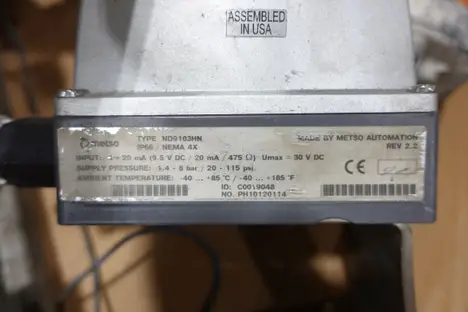 ASSEMBLED
IN USA
metso
TYPE ND9103HN
IP66 NEMA 4X
MADE BY METSO AUTOMATION
REV 2.2
INPUT: 4 - 20 mA (9.5 V DC / 20 mA / 475 Ω) Umax = 30 V DC
SUPPLY PRESSURE: 1.4 - 8 bar / 20 - 115 psi.
AMBIENT TEMPERATURE: -40 ... +85 °C / -40 ... +185 °F
CE
ID: C0019048
NO. PH10120114